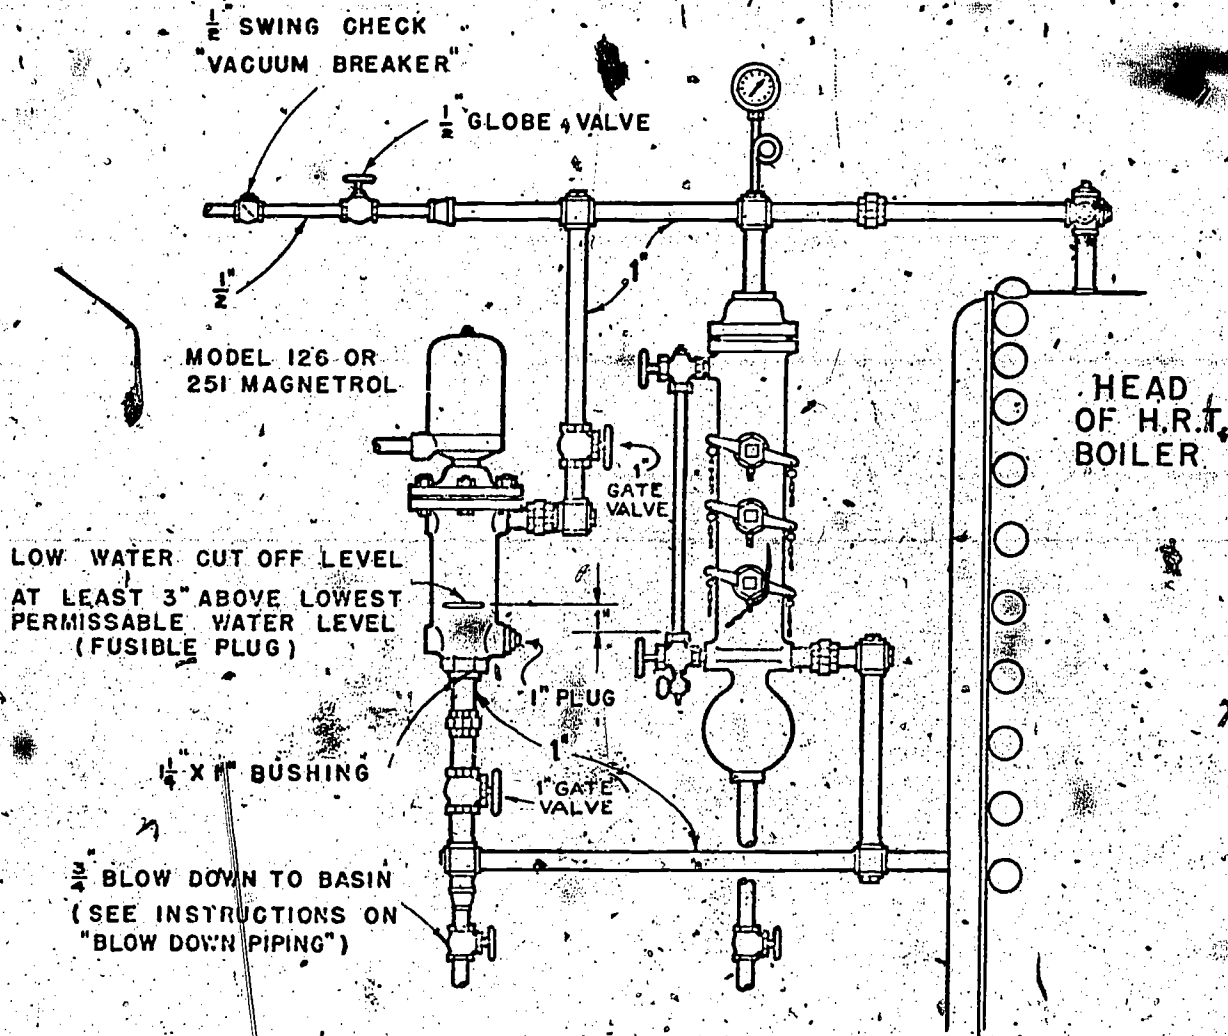 1/2" SWING CHECK
"VACUUM BREAKER"
1/2" GLOBE VALVE
1/2"
1"
MODEL 126 OR
251 MAGNETROL
HEAD
OF H.R.T.
BOILER
1"
GATE
VALVE
LOW WATER CUT OFF LEVEL
AT LEAST 3" ABOVE LOWEST
PERMISSABLE WATER LEVEL
(FUSIBLE PLUG)
1"
1" PLUG
1"
1 1/4" X 1" BUSHING
1" GATE
VALVE
3/4" BLOW DOWN TO BASIN
(SEE INSTRUCTIONS ON
"BLOW DOWN PIPING")